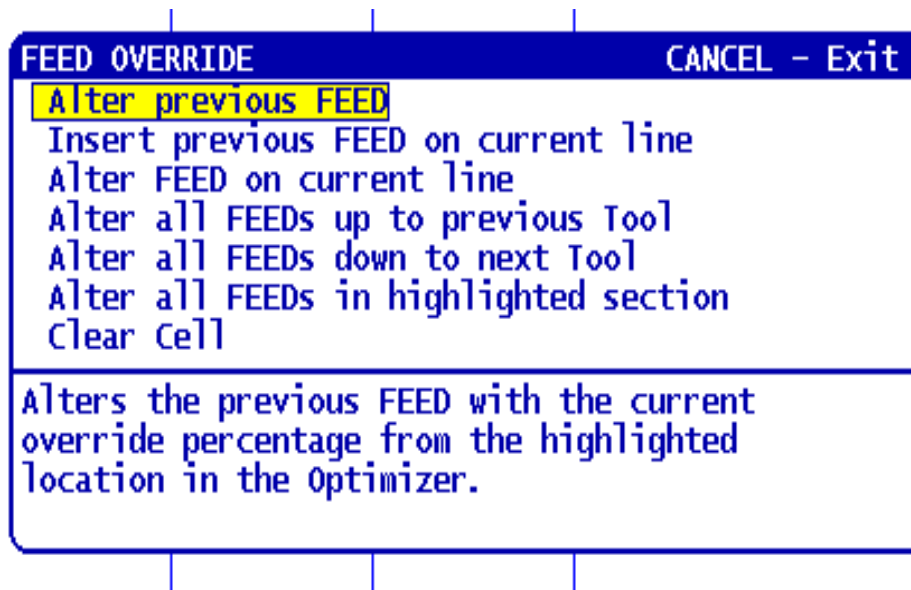 FEED OVERRIDE CANCEL - Exit
Alter previous FEED
Insert previous FEED on current line
Alter FEED on current line
Alter all FEEDs up to previous Tool
Alter all FEEDs down to next Tool
Alter all FEEDs in highlighted section
Clear Cell
Alters the previous FEED with the current
override percentage from the highlighted
location in the Optimizer.